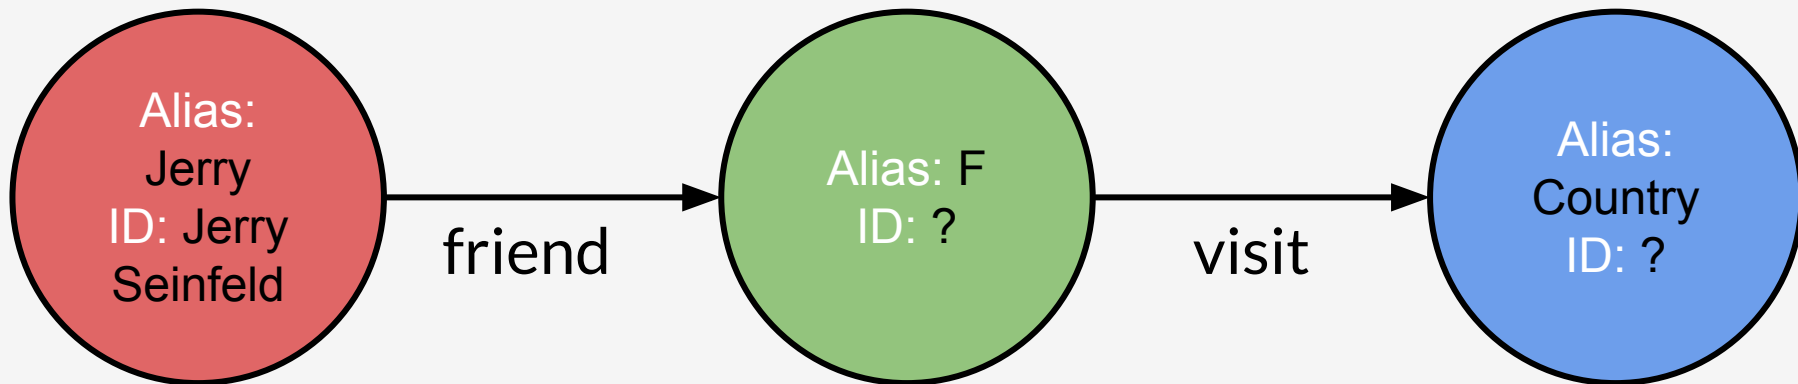 Alias:
Jerry
ID: Jerry
Seinfeld
friend
Alias: F
ID: ?
visit
Alias:
Country
ID: ?